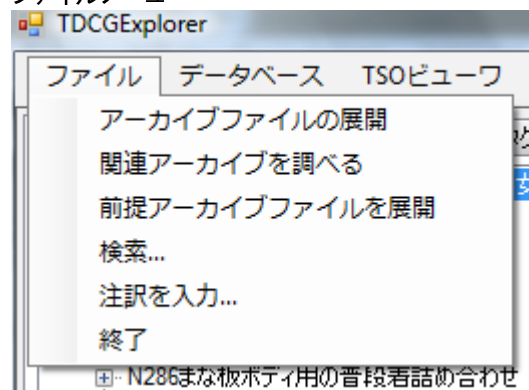 TDCGExplorer
ファイル データベース TSOビューワ
アーカイブファイルの展開
関連アーカイブを調べる
前提アーカイブファイルを展開
検索...
注訳を入力...
終了
N286まな板ボディ用の普段着詰め合わせ